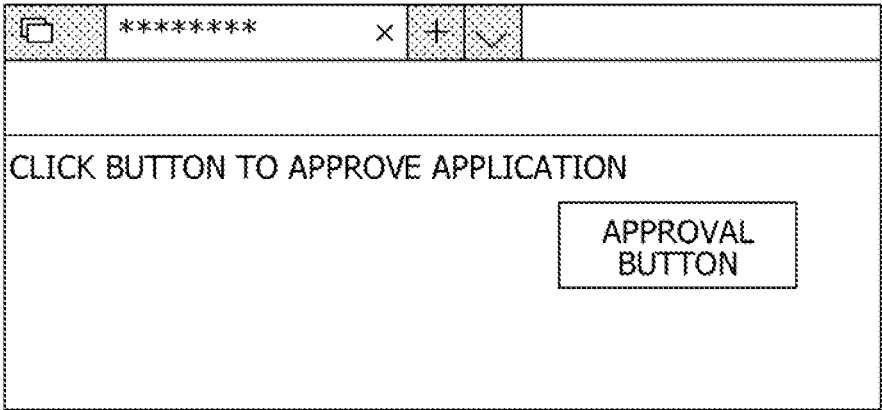 ********
CLICK BUTTON TO APPROVE APPLICATION
APPROVAL
BUTTON